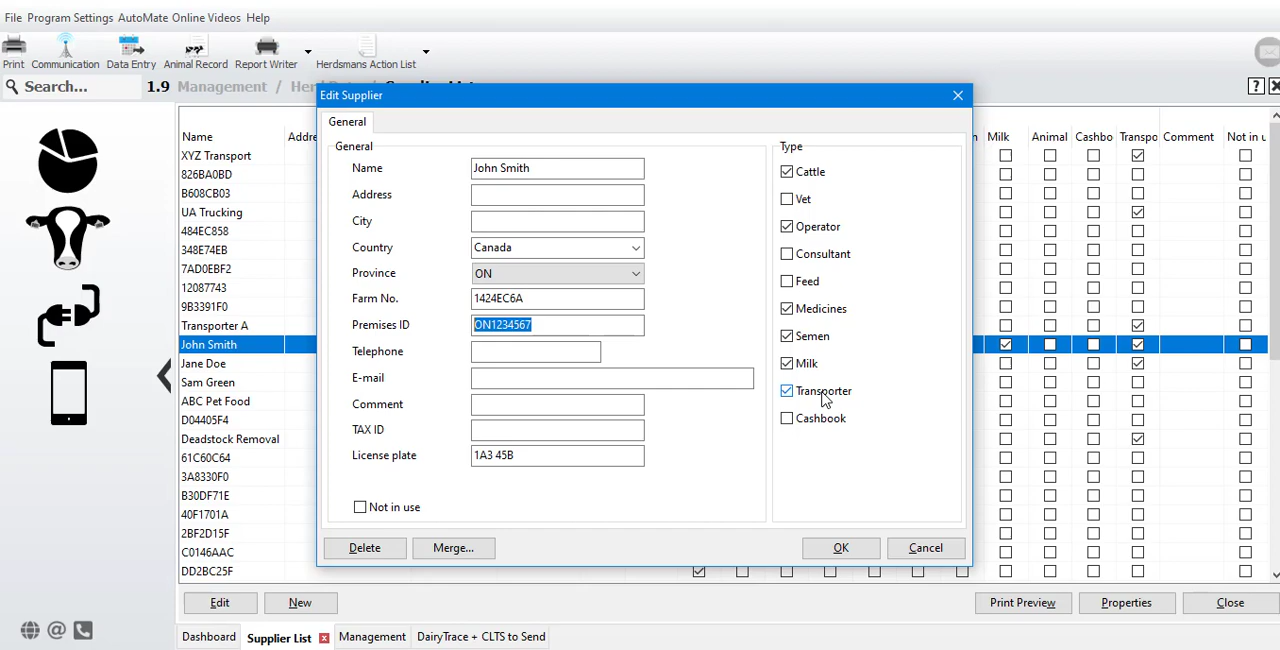 File Program Settings AutoMate Online Videos Help
Print Communication Data Entry Animal Record Report Writer Herdsmans Action List
Search... 1.9 Management /
?
Edit Supplier
General
General
Type
Name
John Smith
Address
City
Country
Canada
Province
ON
Farm No.
1424EC6A
Premises ID
ON1234567
Telephone
E-mail
Comment
TAX ID
License plate
1A3 45B
Not in use
Cattle
Vet
Operator
Consultant
Feed
Medicines
Semen
Milk
Transporter
Cashbook
Delete Merge... OK Cancel
Name Addre Milk Animal Cashbo Transpo Comment Not in u
XYZ Transport
826BA0BD
B608CB03
UA Trucking
484EC858
348E74EB
7AD0EBF2
12087743
9B3391F0
Transporter A
John Smith
Jane Doe
Sam Green
ABC Pet Food
D04405F4
Deadstock Removal
61C60C64
3A8330F0
B30DF71E
40F1701A
2BF2D15F
C0146AAC
DD2BC25F
Edit New Print Preview Properties Close
Dashboard Supplier List Management DairyTrace + CLTS to Send